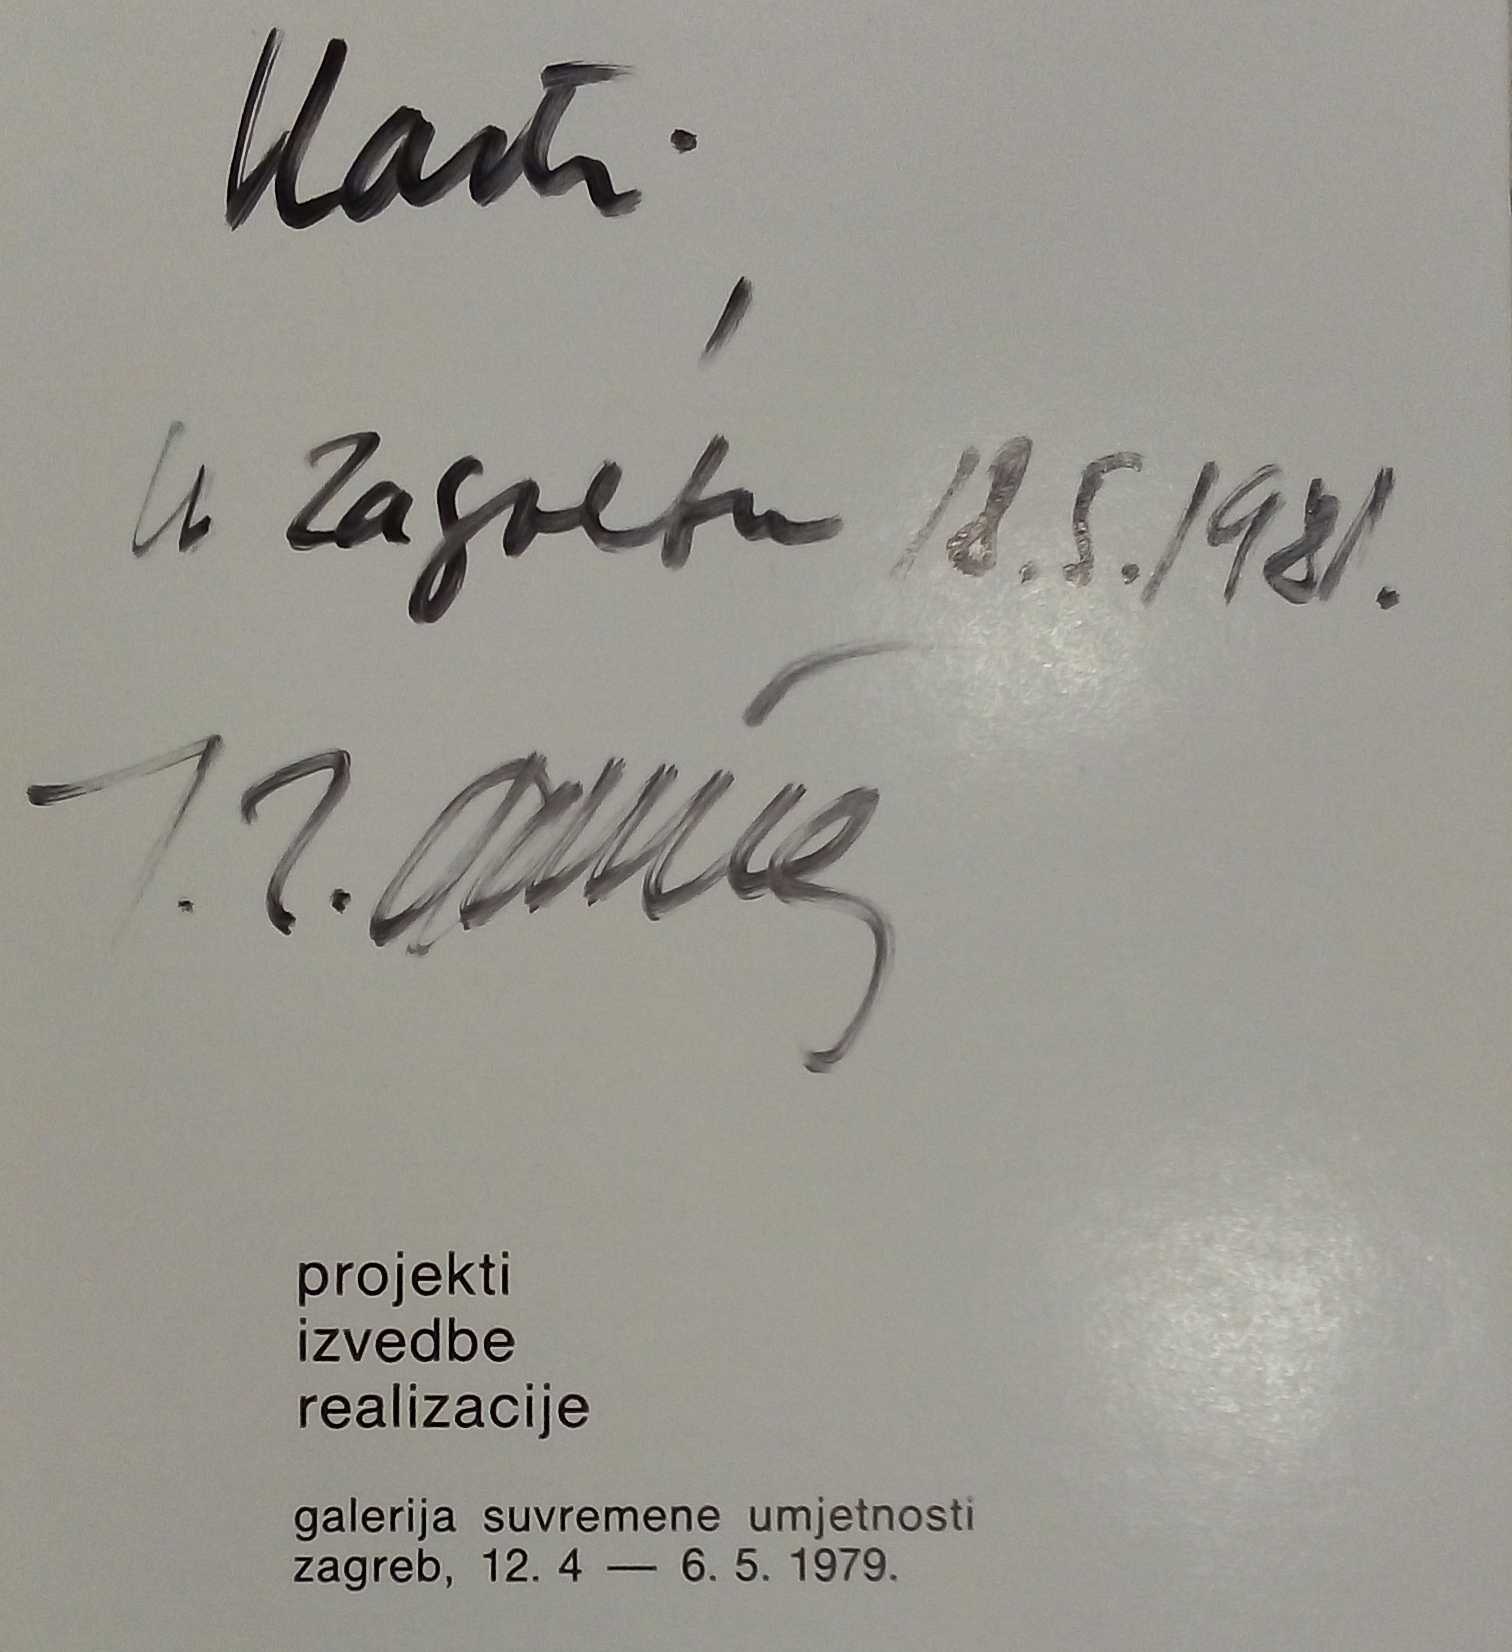 u Zagrebu 18.5.1981.
projekti
izvedbe
realizacije
galerija suvremene umjetnosti
zagreb, 12. 4 — 6. 5. 1979.